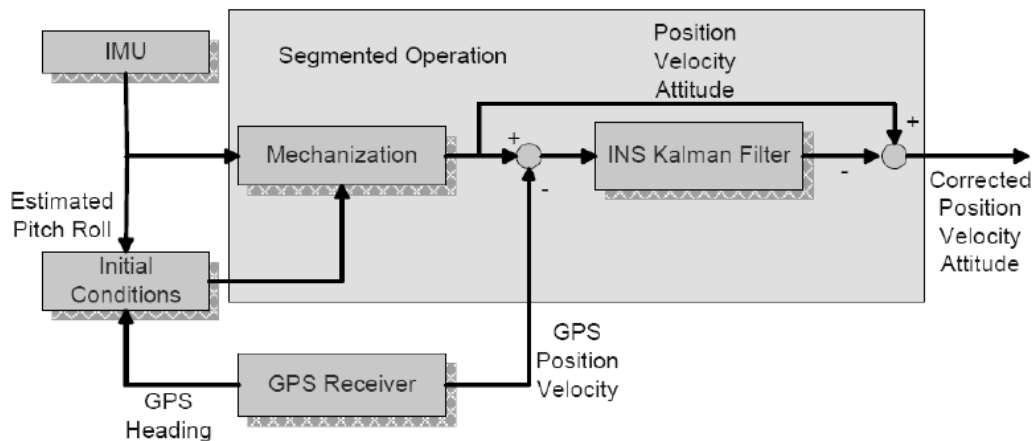 IMU
Segmented Operation
Position
Velocity
Attitude
Mechanization
+
-
INS Kalman Filter
+
-
Corrected
Position
Velocity
Attitude
Estimated
Pitch Roll
Initial
Conditions
GPS Receiver
GPS
Position
Velocity
GPS
Heading